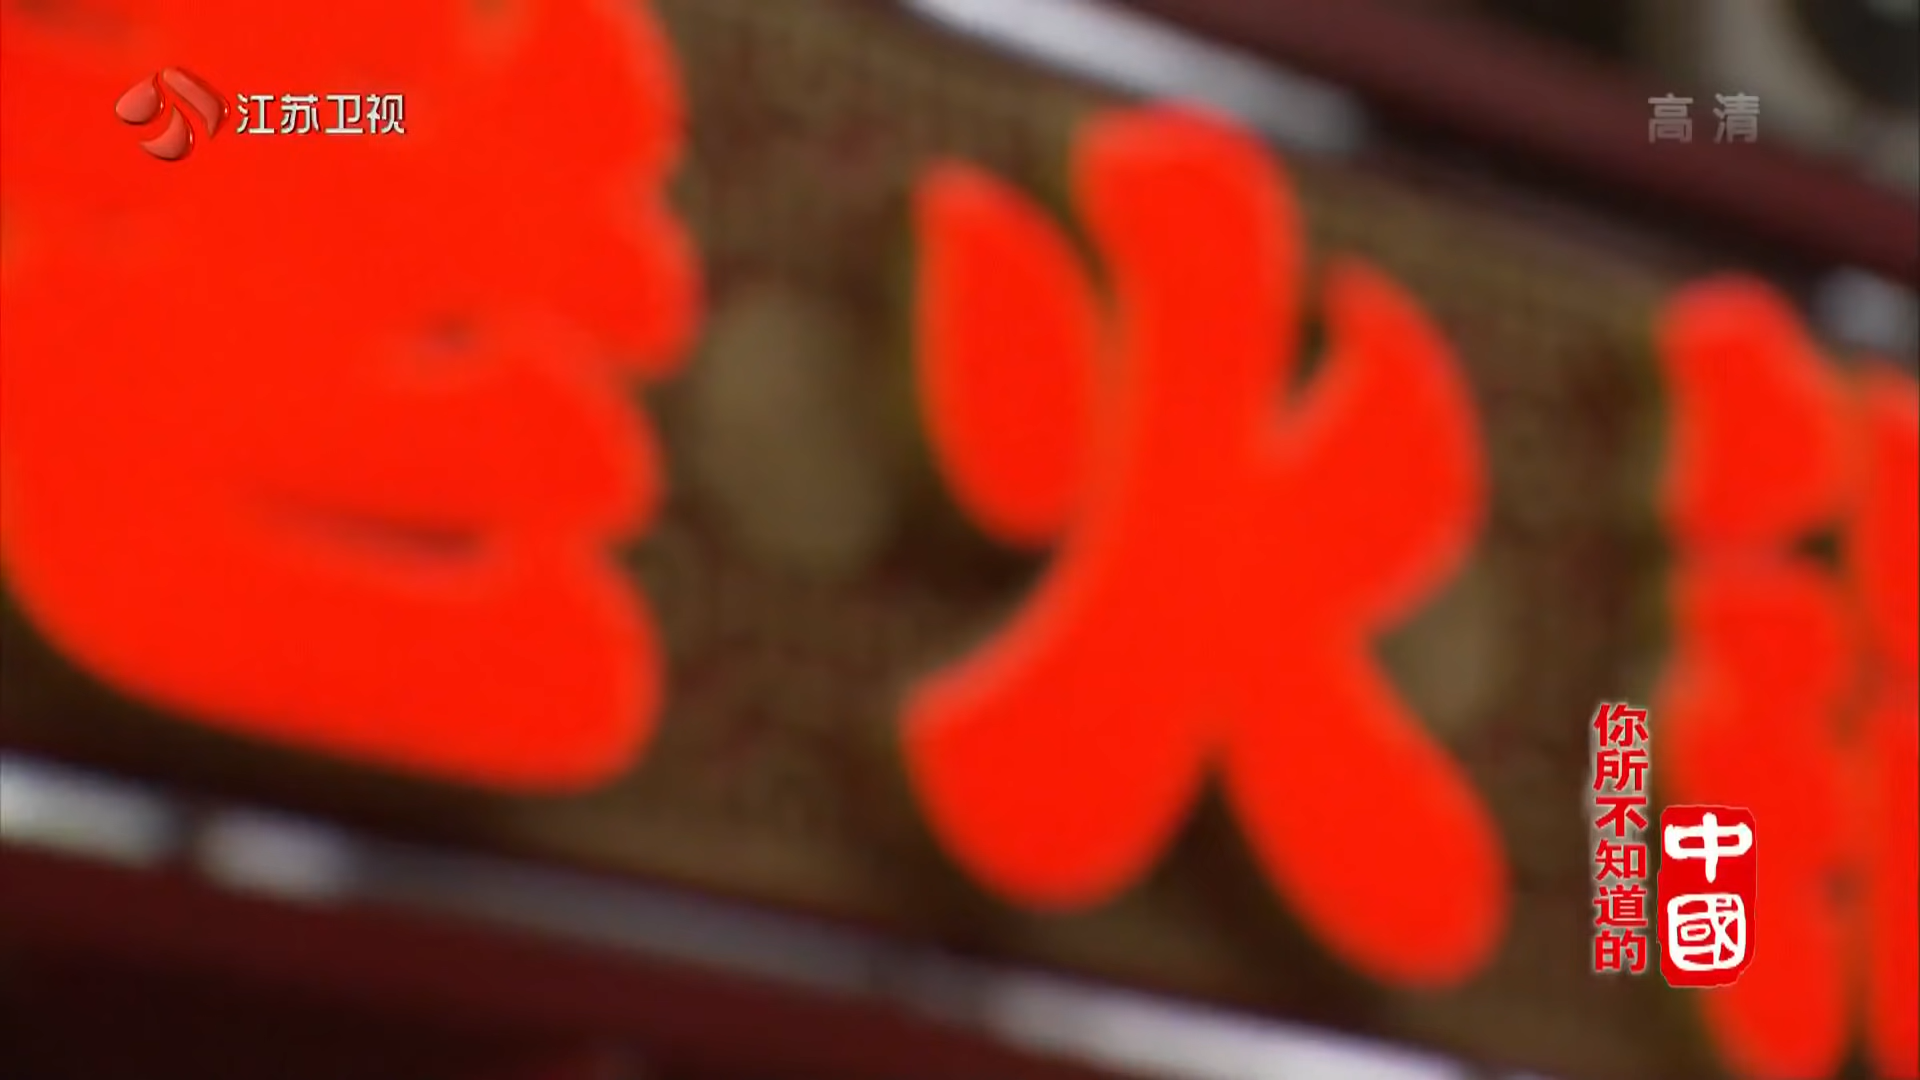 江苏卫视
高清
火
你所不知道的
中國